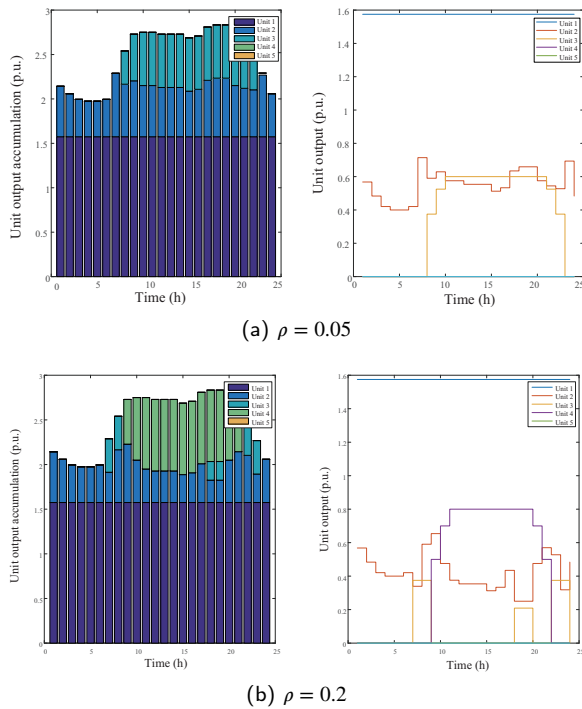 3
2.5
2
1.5
1
0.5
0
Unit output accumulation (p.u.)
0
5
10
15
20
25
Time (h)
Unit 1
Unit 2
Unit 3
Unit 4
Unit 5
1.6
1.4
1.2
1
0.8
0.6
0.4
0.2
0
Unit output (p.u.)
0
5
10
15
20
25
Time (h)
Unit 1
Unit 2
Unit 3
Unit 4
Unit 5
(a) ρ = 0.05
3
2.5
2
1.5
1
0.5
0
Unit output accumulation (p.u.)
0
5
10
15
20
25
Time (h)
Unit 1
Unit 2
Unit 3
Unit 4
Unit 5
1.6
1.4
1.2
1
0.8
0.6
0.4
0.2
0
Unit output (p.u.)
0
5
10
15
20
25
Time (h)
Unit 1
Unit 2
Unit 3
Unit 4
Unit 5
(b) ρ = 0.2